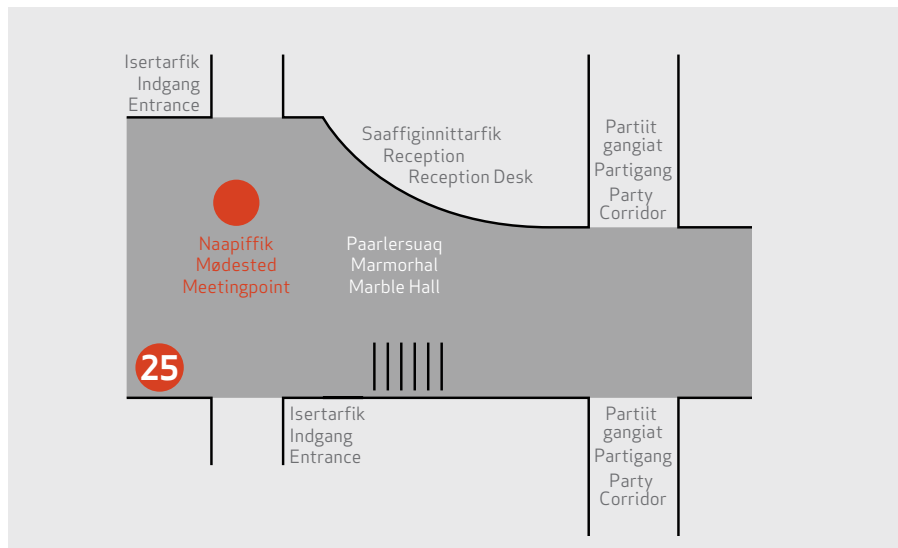 Isertarfik
Indgang
Entrance
Saaffiginnittarfik
Reception
Reception Desk
Partiit
gangiat
Partigang
Party
Corridor
Naapiffik
Mødested
Meetingpoint
Paarlersuaq
Marmorhal
Marble Hall
25
Isertarfik
Indgang
Entrance
Partiit
gangiat
Partigang
Party
Corridor